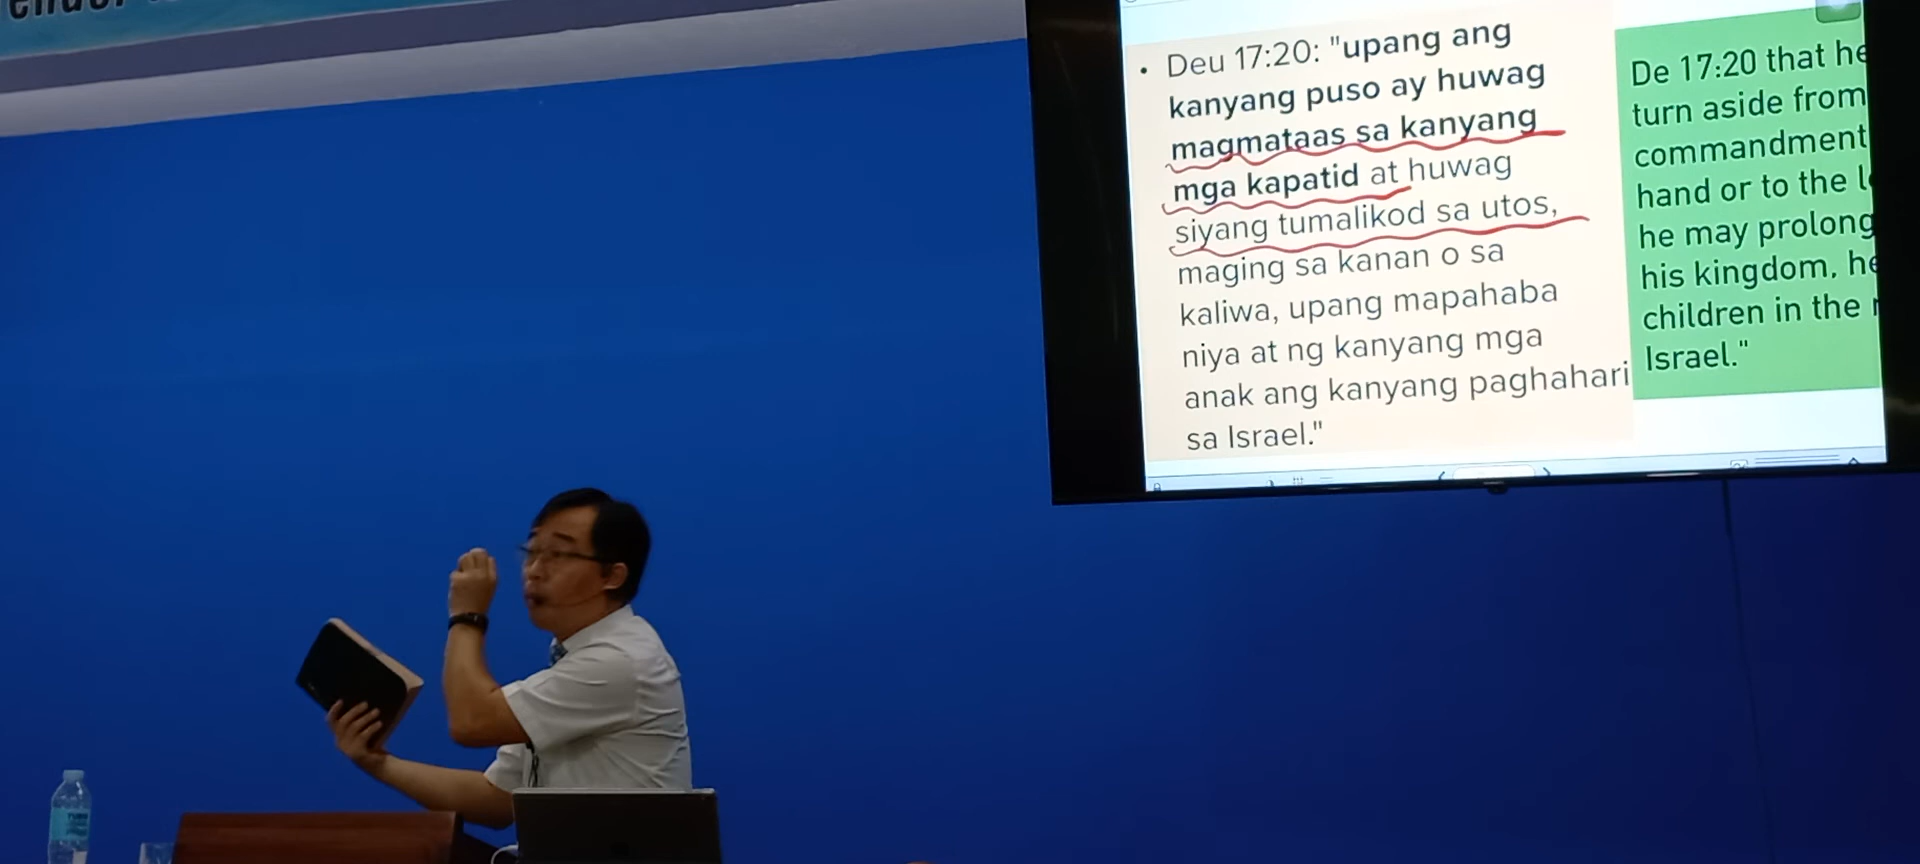 • Deu 17:20: "upang ang
kanyang puso ay huwag
magmataas sa kanyang
mga kapatid at huwag
siyang tumalikod sa utos,
maging sa kanan o sa
kaliwa, upang mapahaba
niya at ng kanyang mga
anak ang kanyang paghahari
sa Israel."
De 17:20 that he
turn aside from
commandment
hand or to the
he may prolong
his kingdom, he
children in the
Israel."